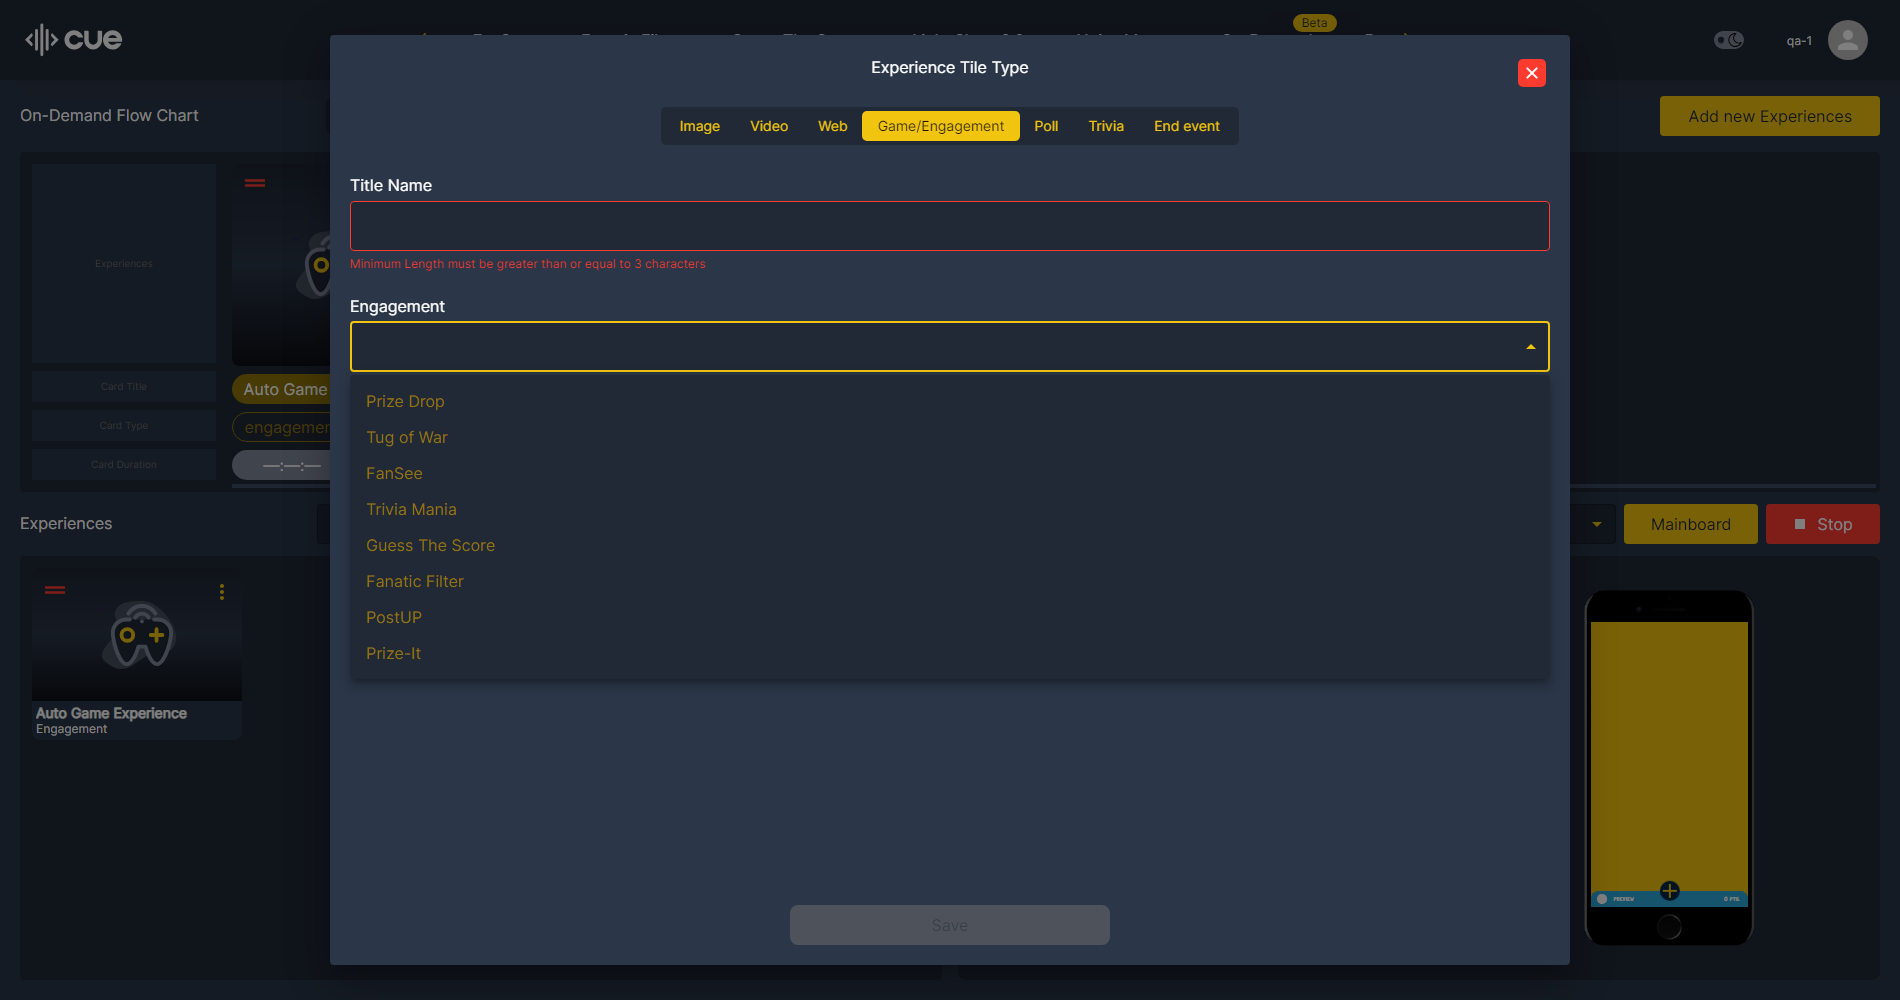 cue
Beta
qa-1
Experience Tile Type
On-Demand Flow Chart
Add new Experiences
Image
Video
Web
Game/Engagement
Poll
Trivia
End event
Title Name
Minimum Length must be greater than or equal to 3 characters
Experiences
Engagement
Card Title
Auto Game
Card Type
engagemen
Card Duration
—:—:—
Prize Drop
Tug of War
FanSee
Trivia Mania
Guess The Score
Fanatic Filter
PostUP
Prize-It
Experiences
Mainboard
Stop
Auto Game Experience
Engagement
PREVIEW
0 PTS.
Save